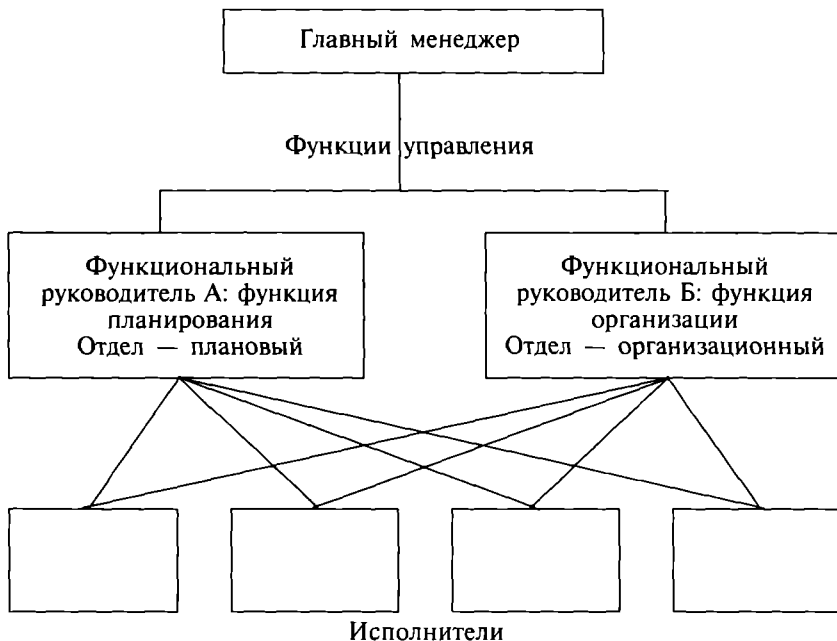 Главный менеджер
Функции управления
Функциональный
руководитель А: функция
планирования
Отдел — плановый
Функциональный
руководитель Б: функция
организации
Отдел — организационный
Исполнители